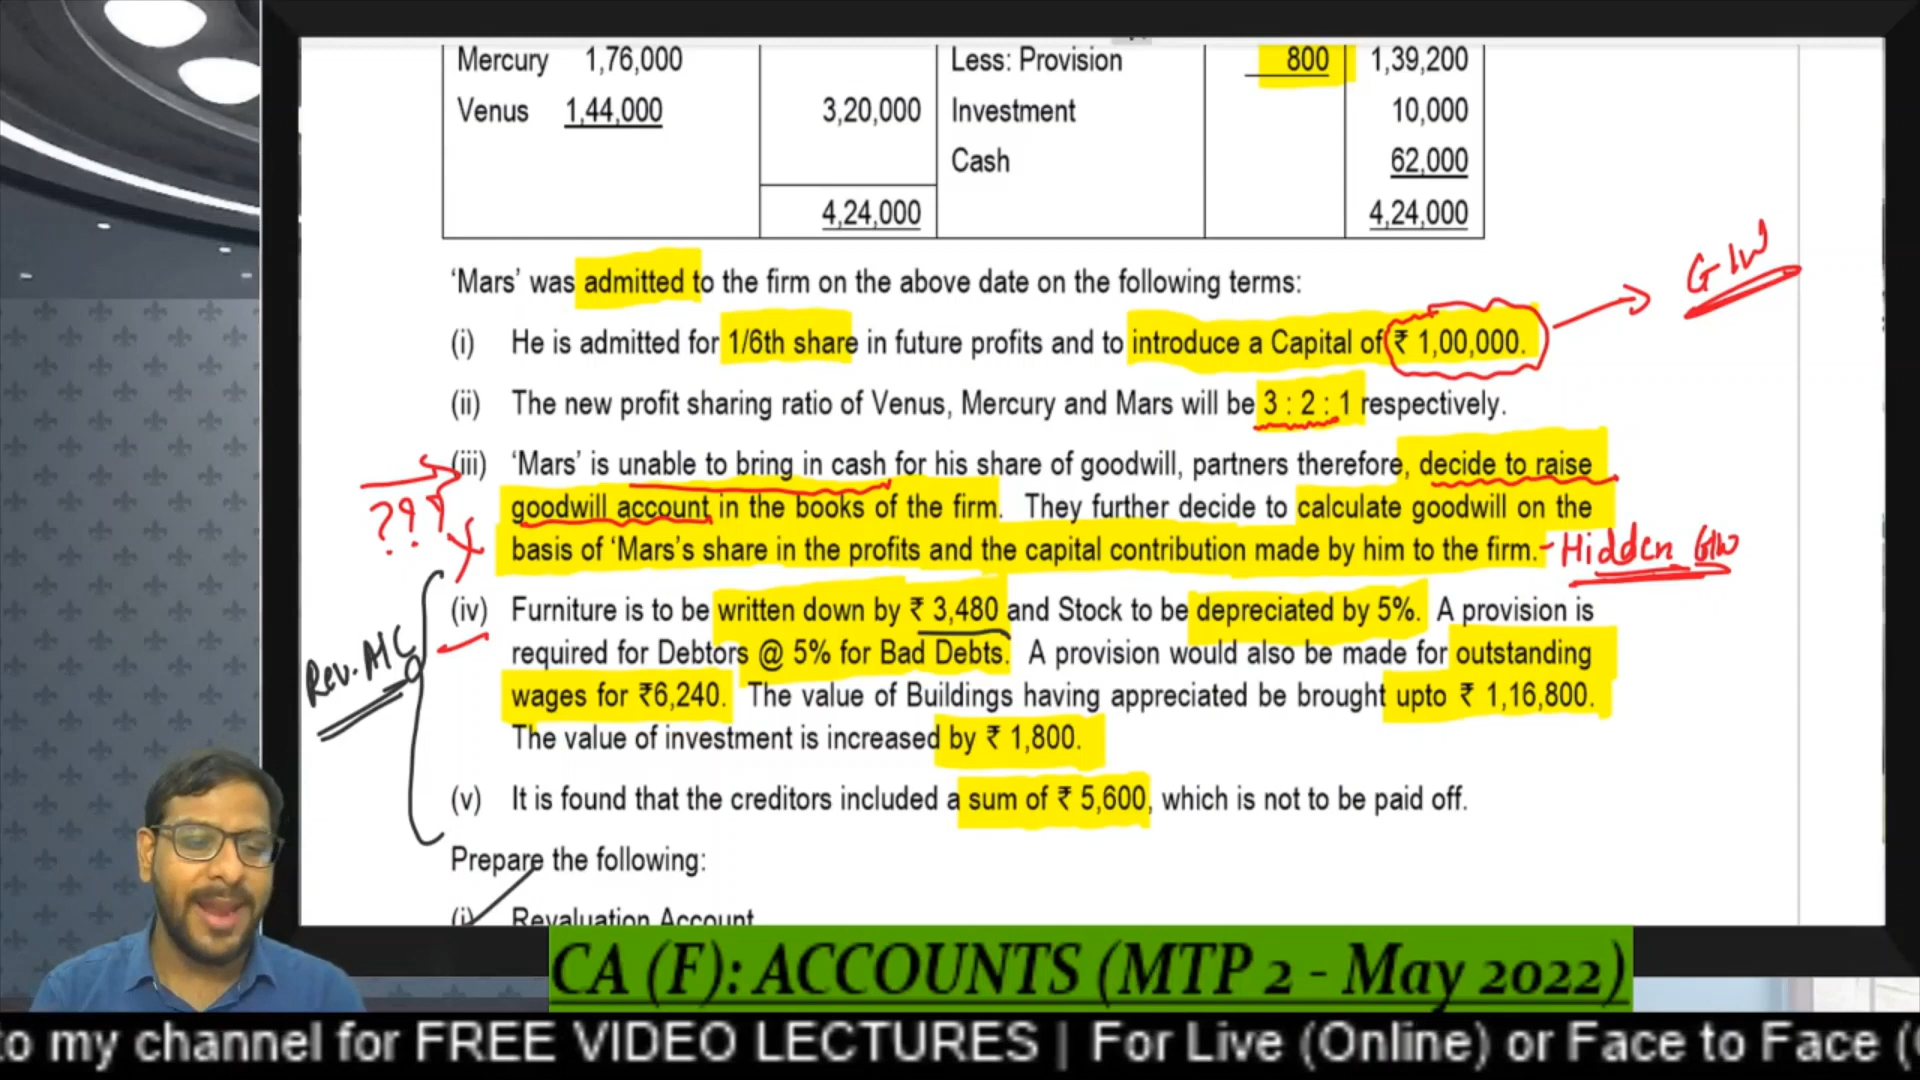 Mercury 1,76,000 Less: Provision 800 1,39,200
Venus 1,44,000 3,20,000 Investment 10,000
Cash 62,000
4,24,000 4,24,000
‘Mars’ was admitted to the firm on the above date on the following terms:
G/W
(i) He is admitted for 1/6th share in future profits and to introduce a Capital of ₹ 1,00,000.
(ii) The new profit sharing ratio of Venus, Mercury and Mars will be 3 : 2 : 1 respectively.
(iii) ‘Mars’ is unable to bring in cash for his share of goodwill, partners therefore, decide to raise
??? goodwill account in the books of the firm. They further decide to calculate goodwill on the
basis of ‘Mars’s share in the profits and the capital contribution made by him to the firm. - Hidden G/W
(iv) Furniture is to be written down by ₹ 3,480 and Stock to be depreciated by 5%. A provision is
Rev. A/C required for Debtors @ 5% for Bad Debts. A provision would also be made for outstanding
wages for ₹6,240. The value of Buildings having appreciated be brought upto ₹ 1,16,800.
The value of investment is increased by ₹ 1,800.
(v) It is found that the creditors included a sum of ₹ 5,600, which is not to be paid off.
Prepare the following:
(i) Revaluation Account
CA (F): ACCOUNTS (MTP 2 - May 2022)
to my channel for FREE VIDEO LECTURES | For Live (Online) or Face to Face (